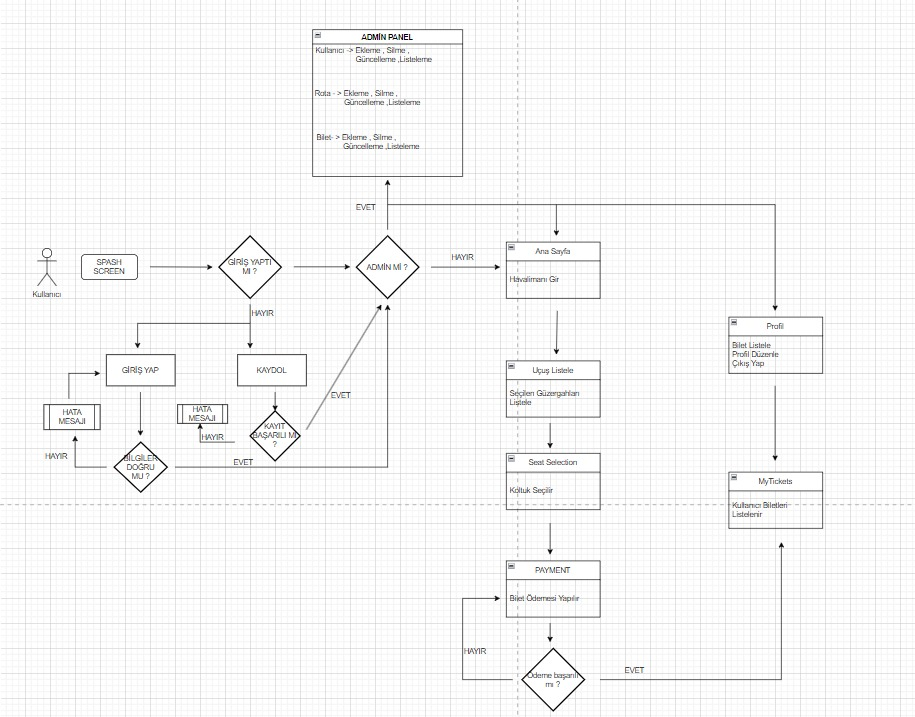 ADMİN PANEL
Kullanıcı -> Ekleme , Silme ,
Güncelleme ,Listeleme
Rota - > Ekleme , Silme ,
Güncelleme ,Listeleme
Bilet- > Ekleme , Silme ,
Güncelleme ,Listeleme
EVET
Kullanıcı
SPASH
SCREEN
GİRİŞ YAPTI
MI ?
ADMİN Mİ ?
HAYIR
Ana Sayfa
Havalimanı Gir
HAYIR
GİRİŞ YAP
KAYDOL
Profil
Bilet Listele
Profil Düzenle
Çıkış Yap
Uçuş Listele
Seçilen Güzergahları
Listele
EVET
HATA
MESAJI
HATA
MESAJI
KAYIT
BAŞARILI MI
?
HAYIR
HAYIR
BİLGİLER
DOĞRU
MU ?
EVET
Seat Selection
Koltuk Seçilir
MyTickets
Kullanıcı Biletleri
Listelenir
PAYMENT
Bilet Ödemesi Yapılır
HAYIR
Ödeme başarılı
mı ?
EVET